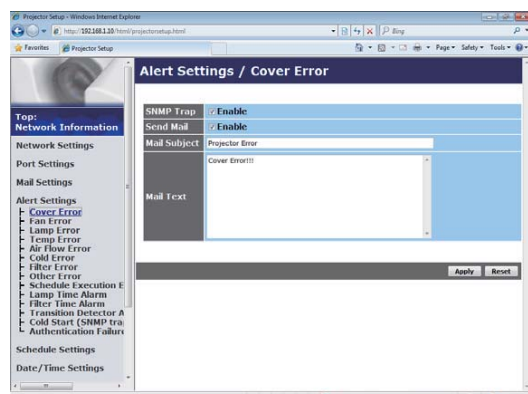 Projector Setup - Windows Internet Explorer
http://192.168.1.10/html/projectorsetup.html
Bing
Favorites Projector Setup Page Safety Tools
Alert Settings / Cover Error
SNMP Trap Enable
Send Mail Enable
Mail Subject Projector Error
Mail Text Cover Error!!!
Apply Reset
Top:
Network Information
Network Settings
Port Settings
Mail Settings
Alert Settings
Cover Error
Fan Error
Lamp Error
Temp Error
Air Flow Error
Cold Error
Filter Error
Other Error
Schedule Execution E
Lamp Time Alarm
Filter Time Alarm
Transition Detector A
Cold Start (SNMP tra
Authentication Failure
Schedule Settings
Date/Time Settings